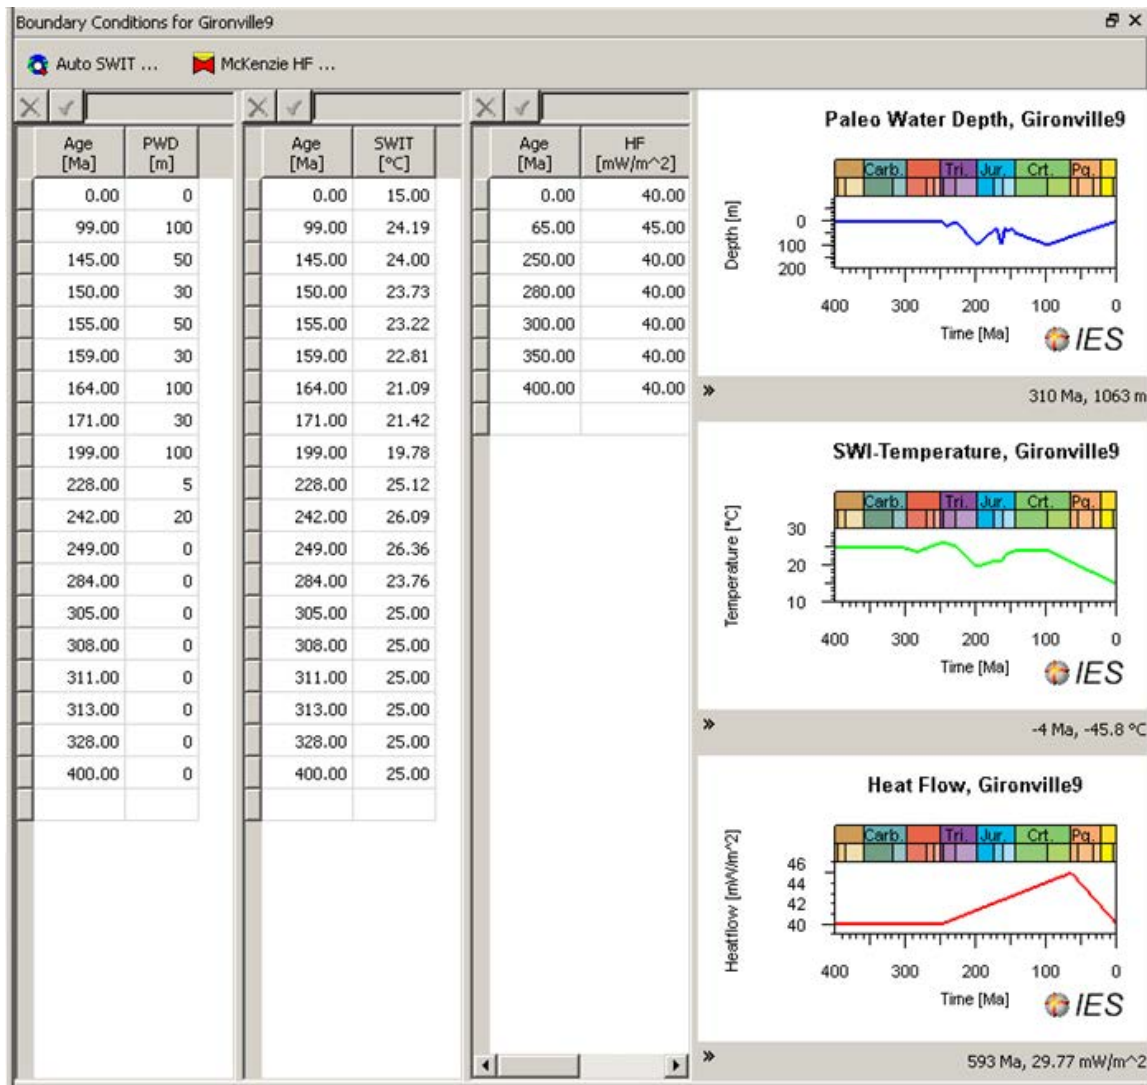 Boundary Conditions for Gironville9
Auto SWIT ... McKenzie HF ...
Age [Ma] PWD [m]
0.00 0
99.00 100
145.00 50
150.00 30
155.00 50
159.00 30
164.00 100
171.00 30
199.00 100
228.00 5
242.00 20
249.00 0
284.00 0
305.00 0
308.00 0
311.00 0
313.00 0
328.00 0
400.00 0
Age [Ma] SWIT [°C]
0.00 15.00
99.00 24.19
145.00 24.00
150.00 23.73
155.00 23.22
159.00 22.81
164.00 21.09
171.00 21.42
199.00 19.78
228.00 25.12
242.00 26.09
249.00 26.36
284.00 23.76
305.00 25.00
308.00 25.00
311.00 25.00
313.00 25.00
328.00 25.00
400.00 25.00
Age [Ma] HF [mW/m^2]
0.00 40.00
65.00 45.00
250.00 40.00
280.00 40.00
300.00 40.00
350.00 40.00
400.00 40.00
Paleo Water Depth, Gironville9
Carb. Tri. Jur. Crt. Pg.
Depth [m]
0
100
200
400 300 200 100 0
Time [Ma]
IES
» 310 Ma, 1063 m
SWI-Temperature, Gironville9
Carb. Tri. Jur. Crt. Pg.
Temperature [°C]
30
20
10
400 300 200 100 0
Time [Ma]
IES
» -4 Ma, -45.8 °C
Heat Flow, Gironville9
Carb. Tri. Jur. Crt. Pg.
Heatflow [mW/m^2]
46
44
42
40
400 300 200 100 0
Time [Ma]
IES
» 593 Ma, 29.77 mW/m^2